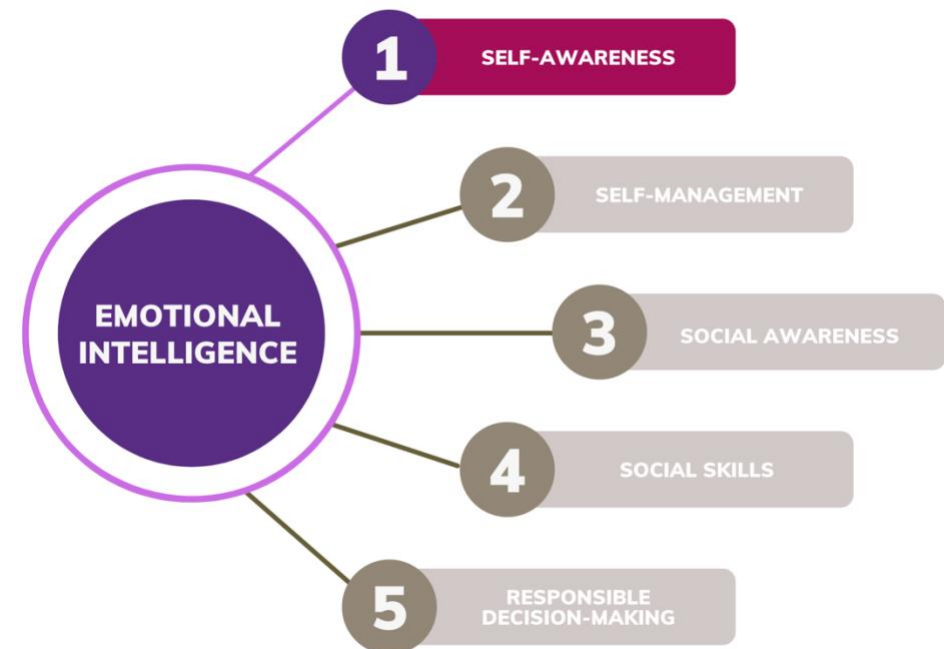 EMOTIONAL
INTELLIGENCE
1
SELF-AWARENESS
2
SELF-MANAGEMENT
3
SOCIAL AWARENESS
4
SOCIAL SKILLS
5
RESPONSIBLE
DECISION-MAKING